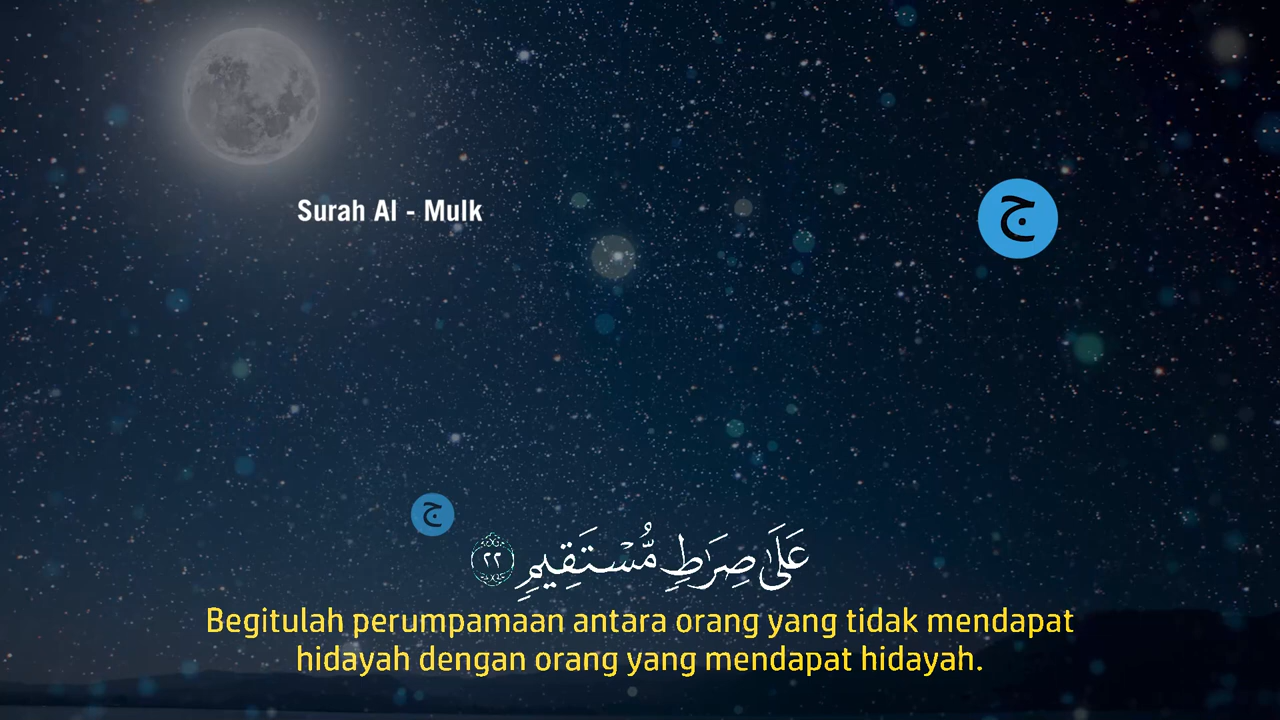 Surah Al - Mulk
ج
ج
عَلَىٰ صِرَٰطٍ مُّسْتَقِيمٍ ٢٢
Begitulah perumpamaan antara orang yang tidak mendapat
hidayah dengan orang yang mendapat hidayah.